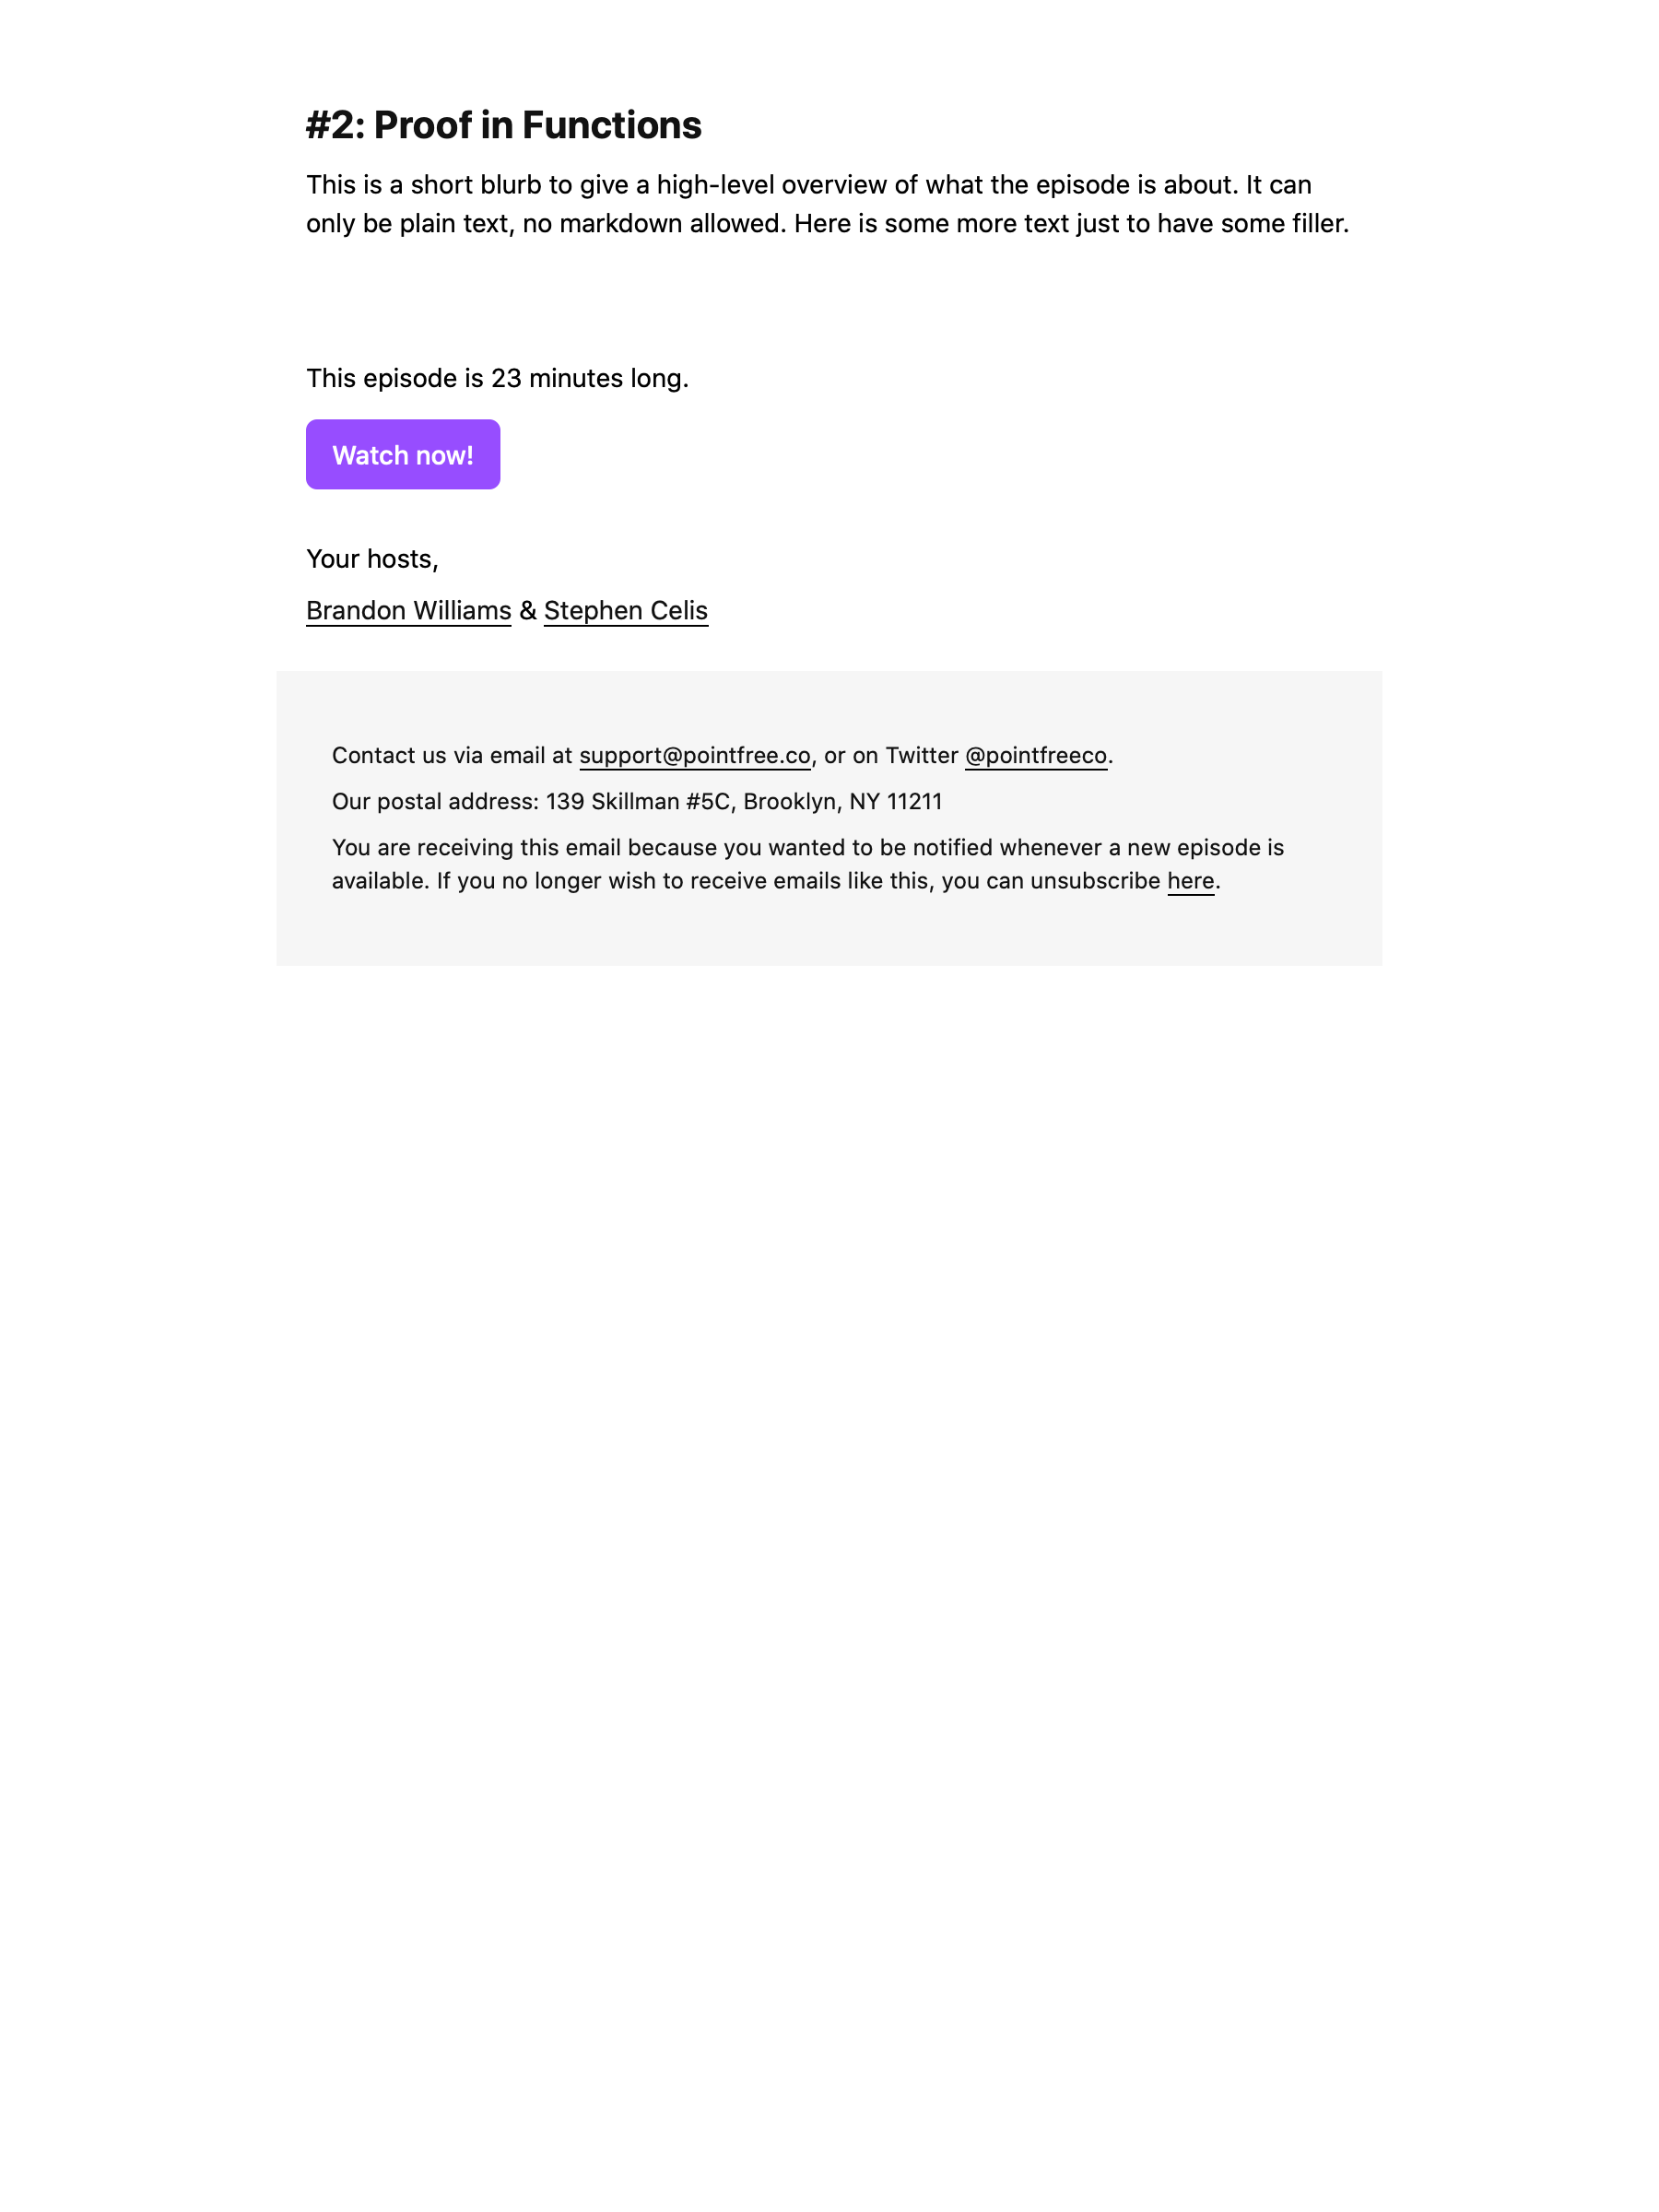 #2: Proof in Functions
This is a short blurb to give a high-level overview of what the episode is about. It can
only be plain text, no markdown allowed. Here is some more text just to have some filler.
This episode is 23 minutes long.
Watch now!
Your hosts,
Brandon Williams & Stephen Celis
Contact us via email at support@pointfree.co, or on Twitter @pointfreeco.
Our postal address: 139 Skillman #5C, Brooklyn, NY 11211
You are receiving this email because you wanted to be notified whenever a new episode is
available. If you no longer wish to receive emails like this, you can unsubscribe here.